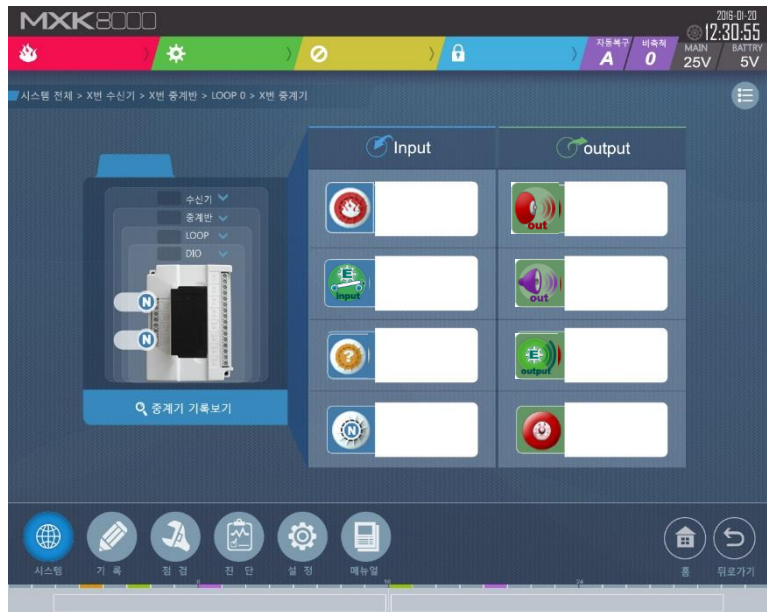 MXK8000
2016-01-20
12:30:55
자동복구 A
비축적 0
MAIN 25V
BATTRY 5V
시스템 전체 > X번 수신기 > X번 중계반 > LOOP 0 > X번 중계기
Input
output
수신기
중계반
LOOP
DIO
N
N
중계기 기록보기
out
E input
out
?
E output
N
시스템
기 록
점 검
진 단
설 정
메뉴얼
홈
뒤로가기
8
16
24